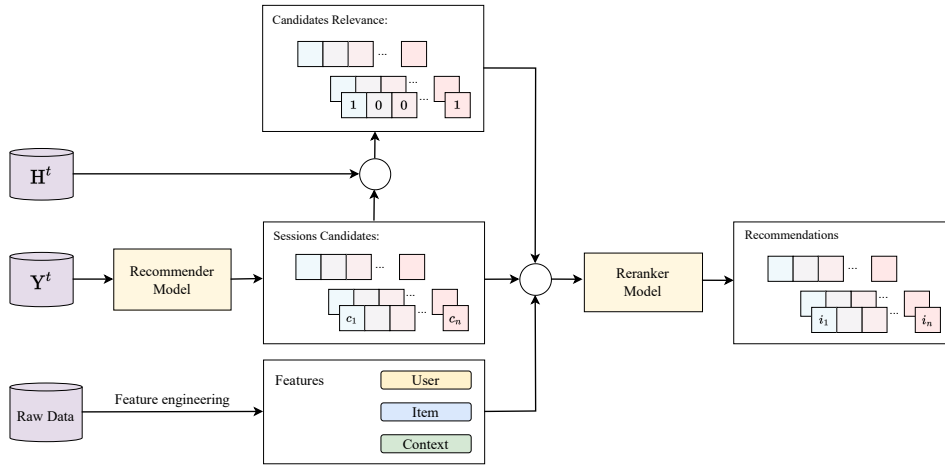 Candidates Relevance:
...
...
1 0 0 ... 1
H^t
Sessions Candidates:
...
...
c_1 ... c_n
Y^t
Recommender
Model
Reranker
Model
Recommendations
...
...
i_1 ... i_n
Raw Data
Feature engineering
Features
User
Item
Context